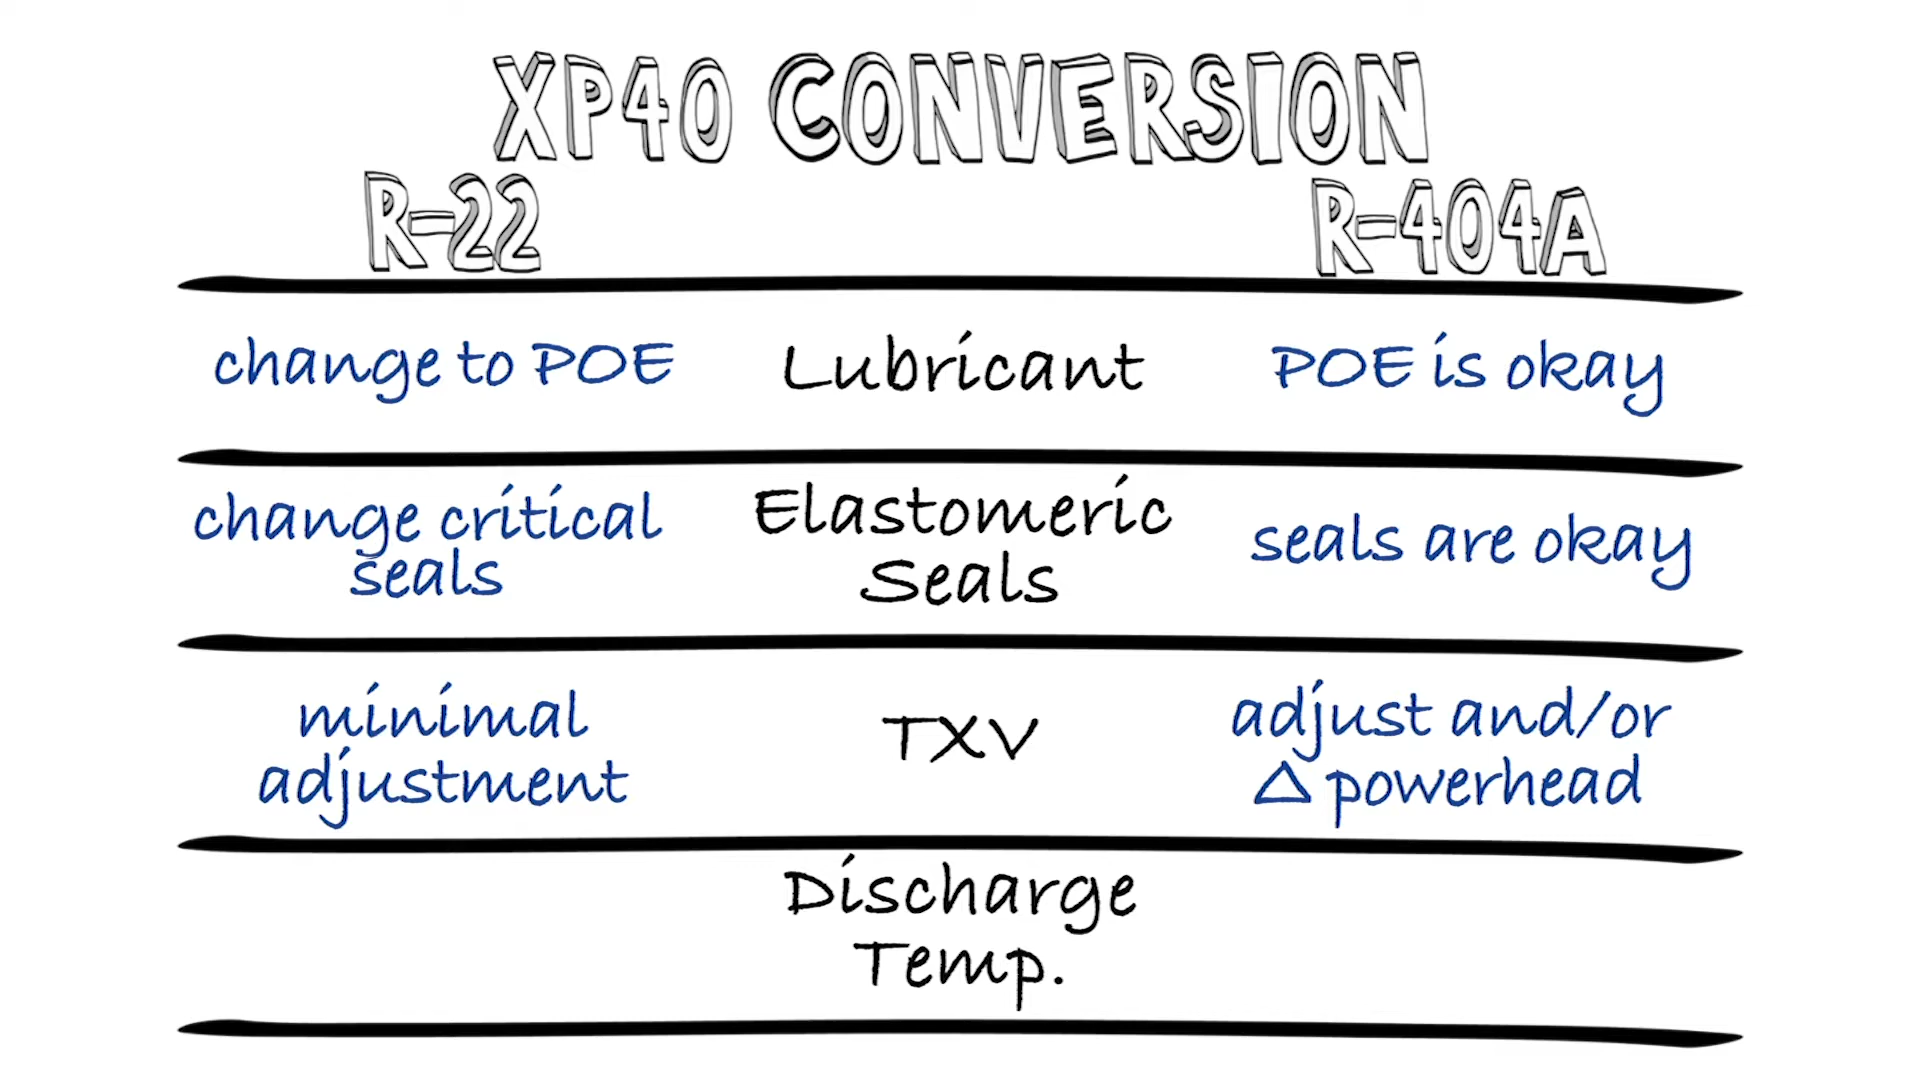 XP40 CONVERSION
R-22
R-404A
change to POE
Lubricant
POE is okay
change critical
seals
Elastomeric
Seals
seals are okay
minimal
adjustment
TXV
adjust and/or
Δ powerhead
Discharge
Temp.